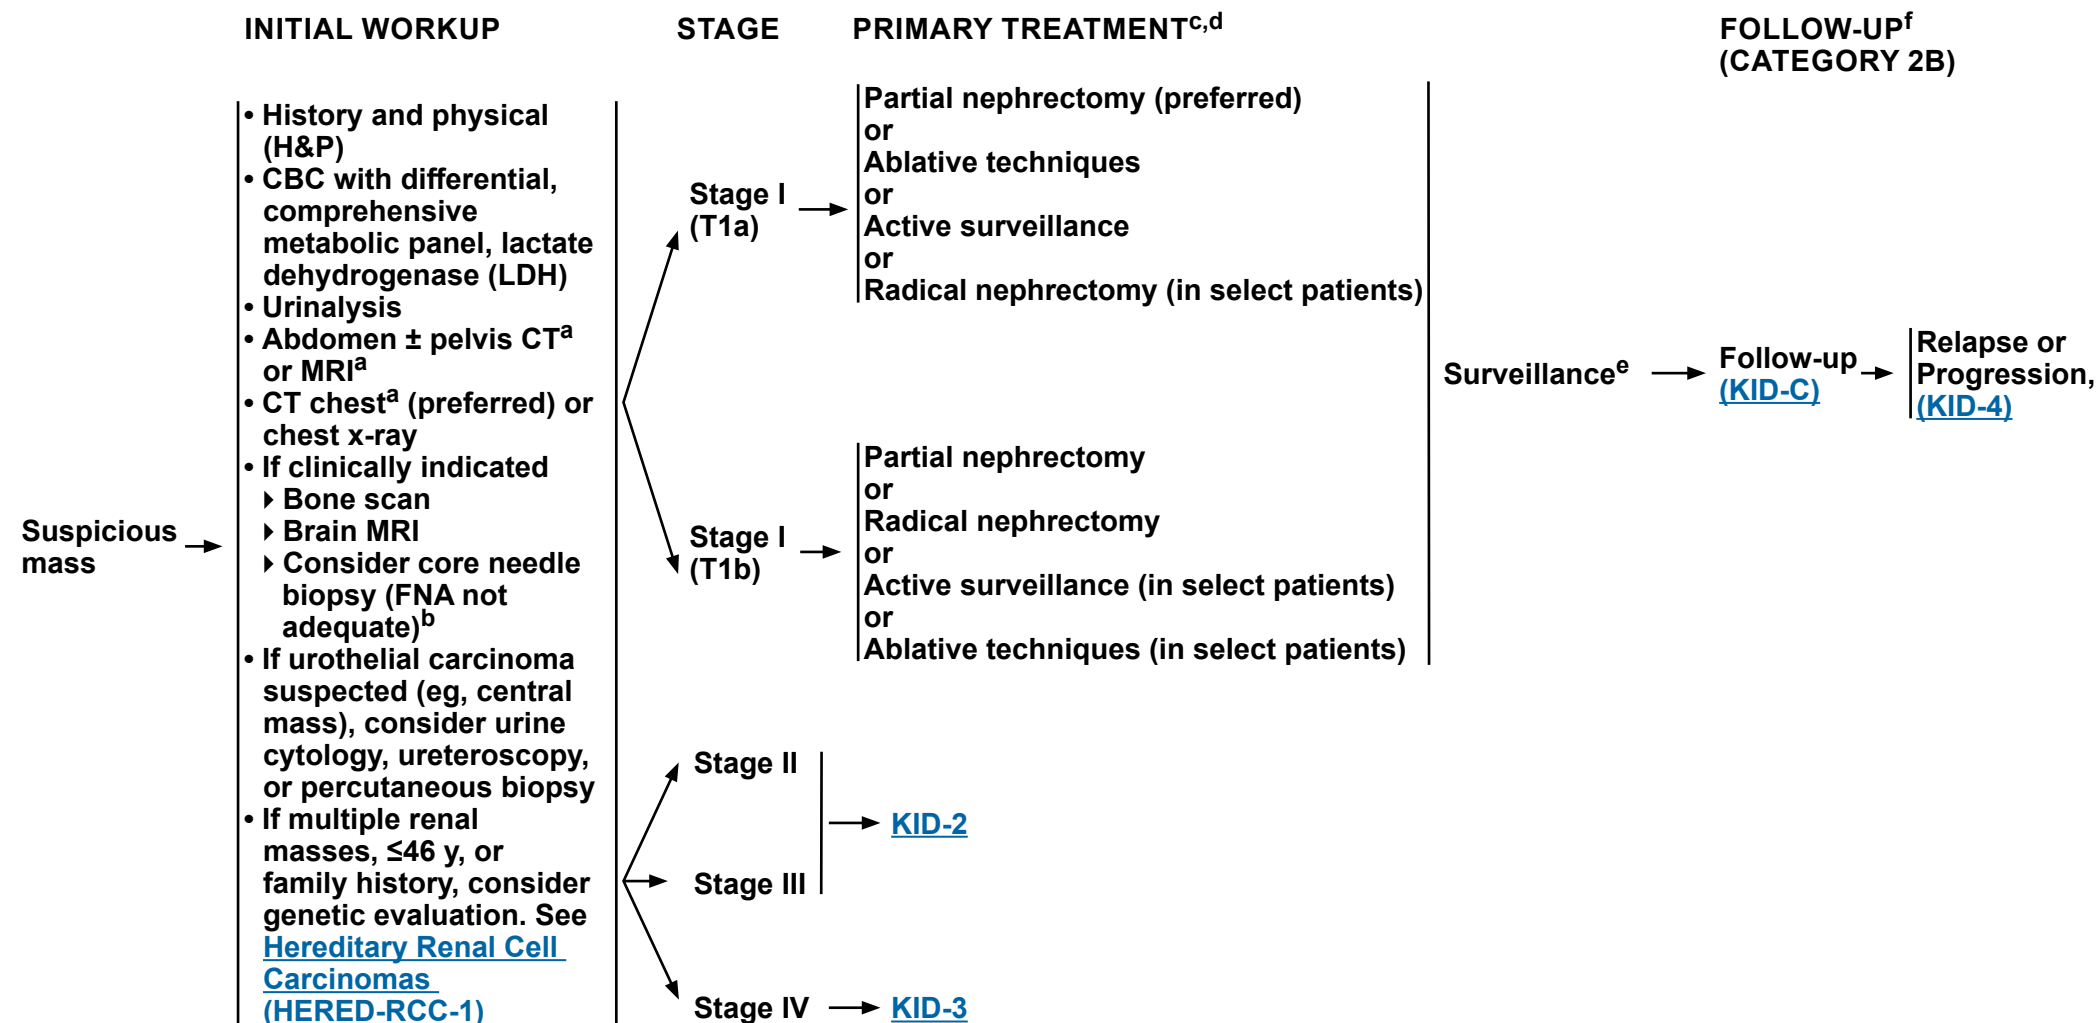 INITIAL WORKUP
STAGE
PRIMARY TREATMENTc,d
FOLLOW-UPf
(CATEGORY 2B)
Suspicious
mass
• History and physical
(H&P)
• CBC with differential,
comprehensive
metabolic panel, lactate
dehydrogenase (LDH)
• Urinalysis
• Abdomen ± pelvis CTa
or MRIa
• CT chesta (preferred) or
chest x-ray
• If clinically indicated
Bone scan
Brain MRI
Consider core needle
biopsy (FNA not
adequate)b
• If urothelial carcinoma
suspected (eg, central
mass), consider urine
cytology, ureteroscopy,
or percutaneous biopsy
• If multiple renal
masses, ≤46 y, or
family history, consider
genetic evaluation. See
Hereditary Renal Cell
Carcinomas
(HERED-RCC-1)
Stage I
(T1a)
Partial nephrectomy (preferred)
or
Ablative techniques
or
Active surveillance
or
Radical nephrectomy (in select patients)
Stage I
(T1b)
Partial nephrectomy
or
Radical nephrectomy
or
Active surveillance (in select patients)
or
Ablative techniques (in select patients)
Surveillancee
Follow-up
(KID-C)
Relapse or
Progression,
(KID-4)
Stage II
Stage III
KID-2
Stage IV
KID-3